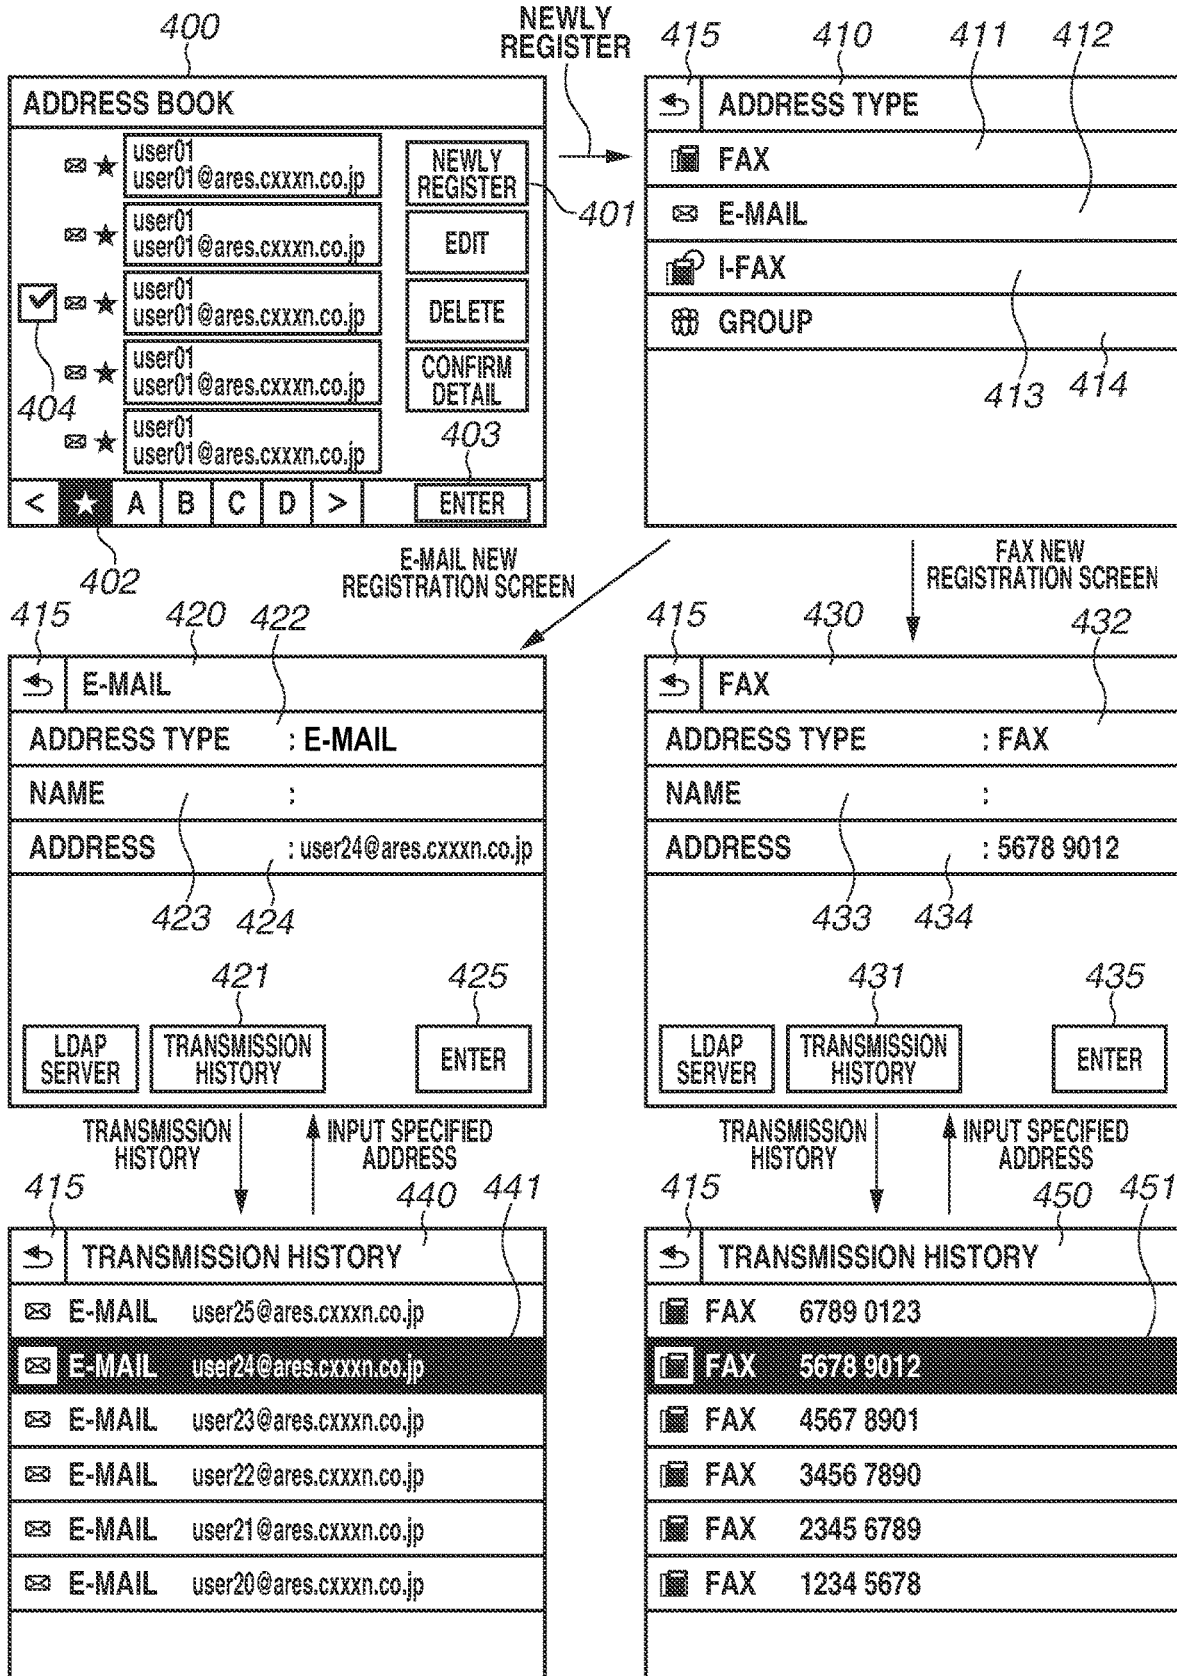 400
NEWLY
REGISTER
415
410
411
412
ADDRESS BOOK
user01
user01@ares.cxxxn.co.jp
user01
user01@ares.cxxxn.co.jp
user01
user01@ares.cxxxn.co.jp
user01
user01@ares.cxxxn.co.jp
user01
user01@ares.cxxxn.co.jp
NEWLY
REGISTER
401
EDIT
DELETE
CONFIRM
DETAIL
404
403
< ★ A B C D >
ENTER
402
ADDRESS TYPE
FAX
E-MAIL
I-FAX
GROUP
413
414
E-MAIL NEW
REGISTRATION SCREEN
FAX NEW
REGISTRATION SCREEN
415
420
422
E-MAIL
ADDRESS TYPE : E-MAIL
NAME :
ADDRESS : user24@ares.cxxxn.co.jp
423
424
421
425
LDAP
SERVER
TRANSMISSION
HISTORY
ENTER
415
430
432
FAX
ADDRESS TYPE : FAX
NAME :
ADDRESS : 5678 9012
433
434
431
435
LDAP
SERVER
TRANSMISSION
HISTORY
ENTER
TRANSMISSION
HISTORY
INPUT SPECIFIED
ADDRESS
TRANSMISSION
HISTORY
INPUT SPECIFIED
ADDRESS
415
440
441
TRANSMISSION HISTORY
E-MAIL user25@ares.cxxxn.co.jp
E-MAIL user24@ares.cxxxn.co.jp
E-MAIL user23@ares.cxxxn.co.jp
E-MAIL user22@ares.cxxxn.co.jp
E-MAIL user21@ares.cxxxn.co.jp
E-MAIL user20@ares.cxxxn.co.jp
415
450
451
TRANSMISSION HISTORY
FAX 6789 0123
FAX 5678 9012
FAX 4567 8901
FAX 3456 7890
FAX 2345 6789
FAX 1234 5678